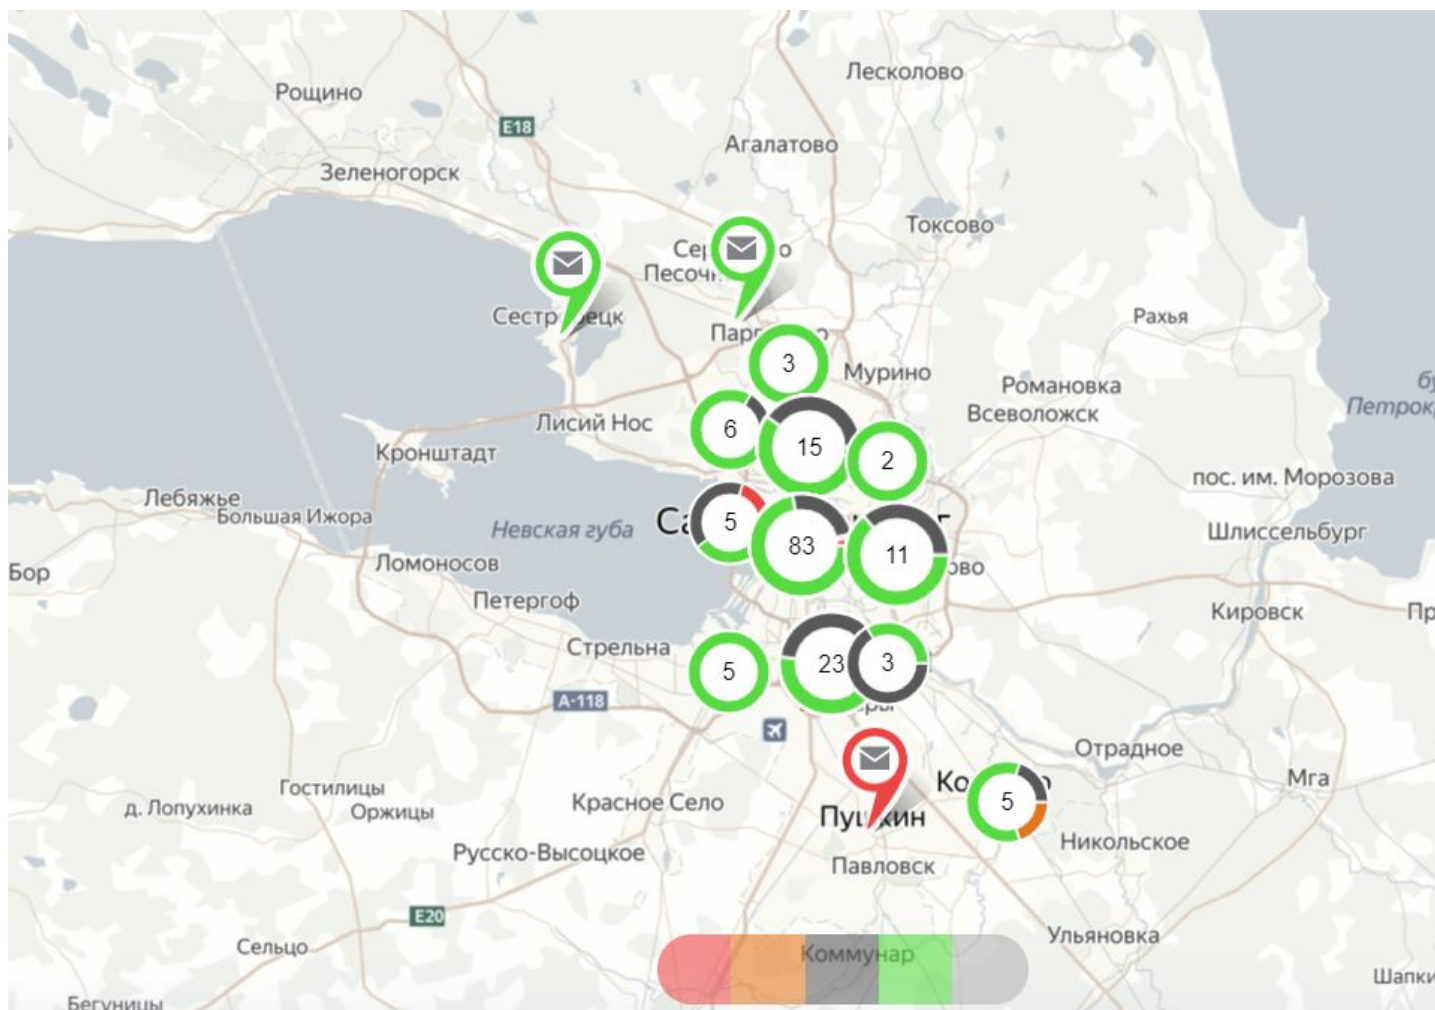 Лесколово
Рощино
E18
Агалатово
Зеленогорск
Токсово
Песочн
Рахья
Мурино
Романовка
Всеволожск
Лисий Нос
Кронштадт
3
6
15
2
пос. им. Морозова
Лебяжье
Большая Ижора
Невская губа
5
83
11
Шлиссельбург
Бор
Ломоносов
Петергоф
Кировск
Стрельна
5
23
3
А-118
Отрадное
Мга
Гостилицы
д. Лопухинка
Оржицы
Красное Село
5
Никольское
Русско-Высоцкое
Павловск
E20
Сельцо
Коммунар
Ульяновка
Шапки
Бегуницы